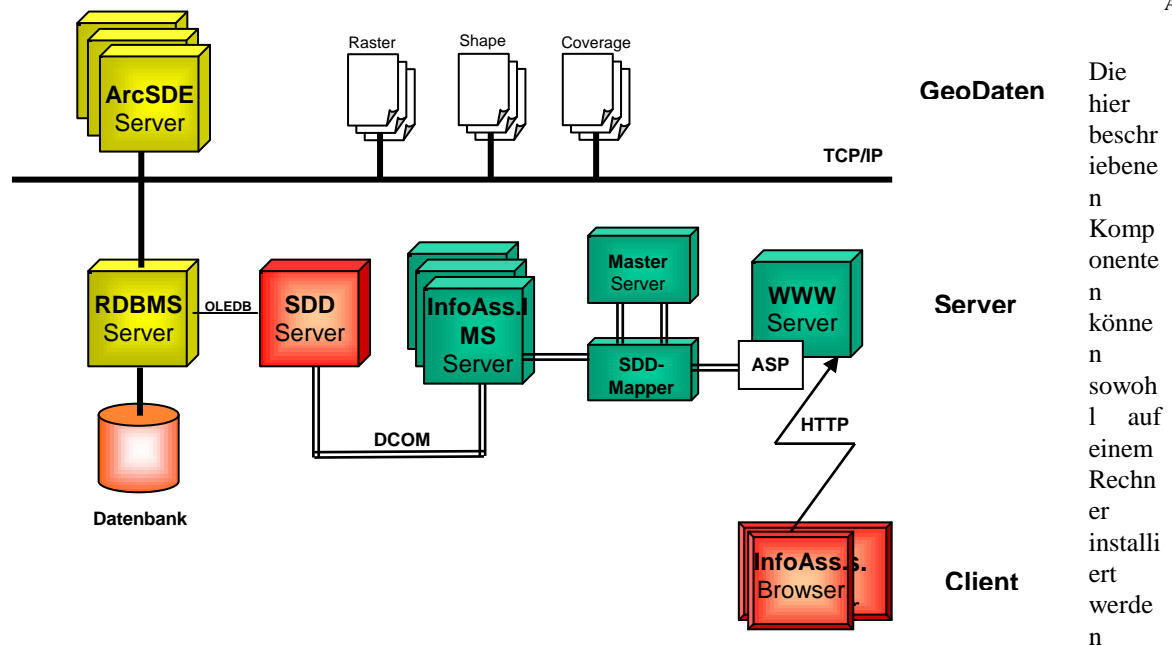 A
Raster
Shape
Coverage
ArcSDE
Server
GeoDaten
TCP/IP
RDBMS
Server
OLEDB
SDD
Server
InfoAss.I
MS
Server
Master
Server
SDD-
Mapper
WWW
Server
ASP
Server
DCOM
HTTP
Datenbank
InfoAss.
Browser
s.
r
Client
Die
hier
beschr
iebene
n
Komp
onente
n
könne
n
sowoh
l auf
einem
Rechn
er
installi
ert
werde
n